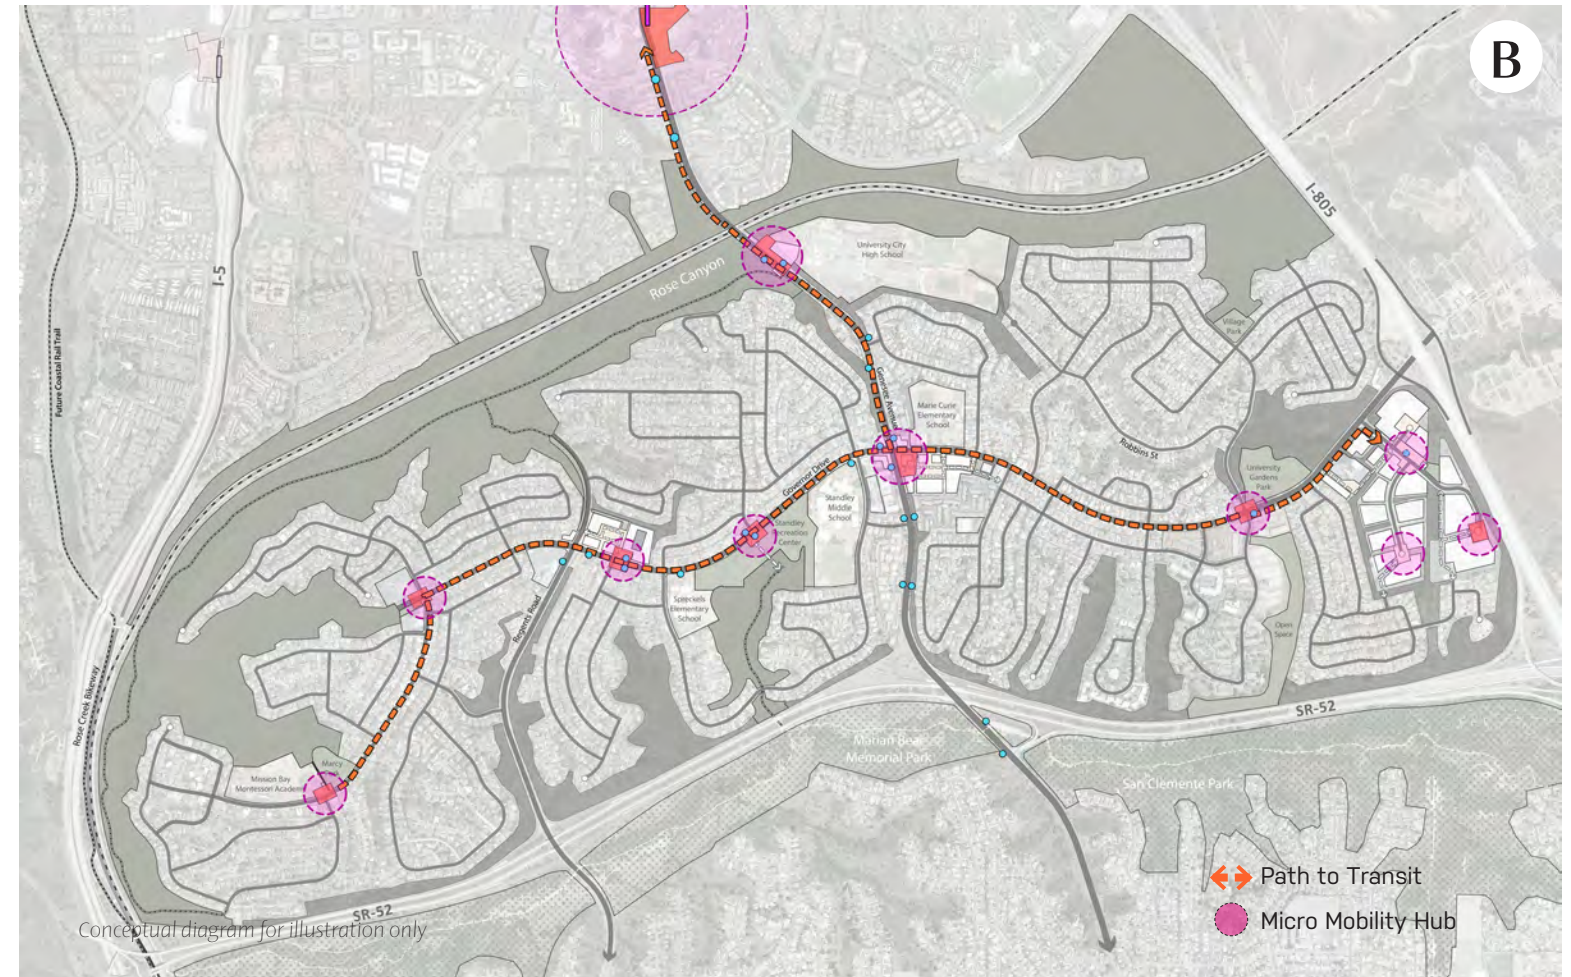 B
I-805
I-5
University City
High School
Rose Canyon
Village
Park
Future Coastal Rail Trail
Genesee Avenue
Marie Curie
Elementary
School
Robbins St
Governor Drive
University
Gardens
Park
Standley
Middle
School
Standley
Recreation
Center
Spreckels
Elementary
School
Regents Road
Open
Space
Rose Creek Bikeway
SR-52
Marian Bear
Memorial Park
Marcy
Mission Bay
Montessori Academy
San Clemente Park
Path to Transit
Micro Mobility Hub
SR-52
Conceptual diagram for illustration only